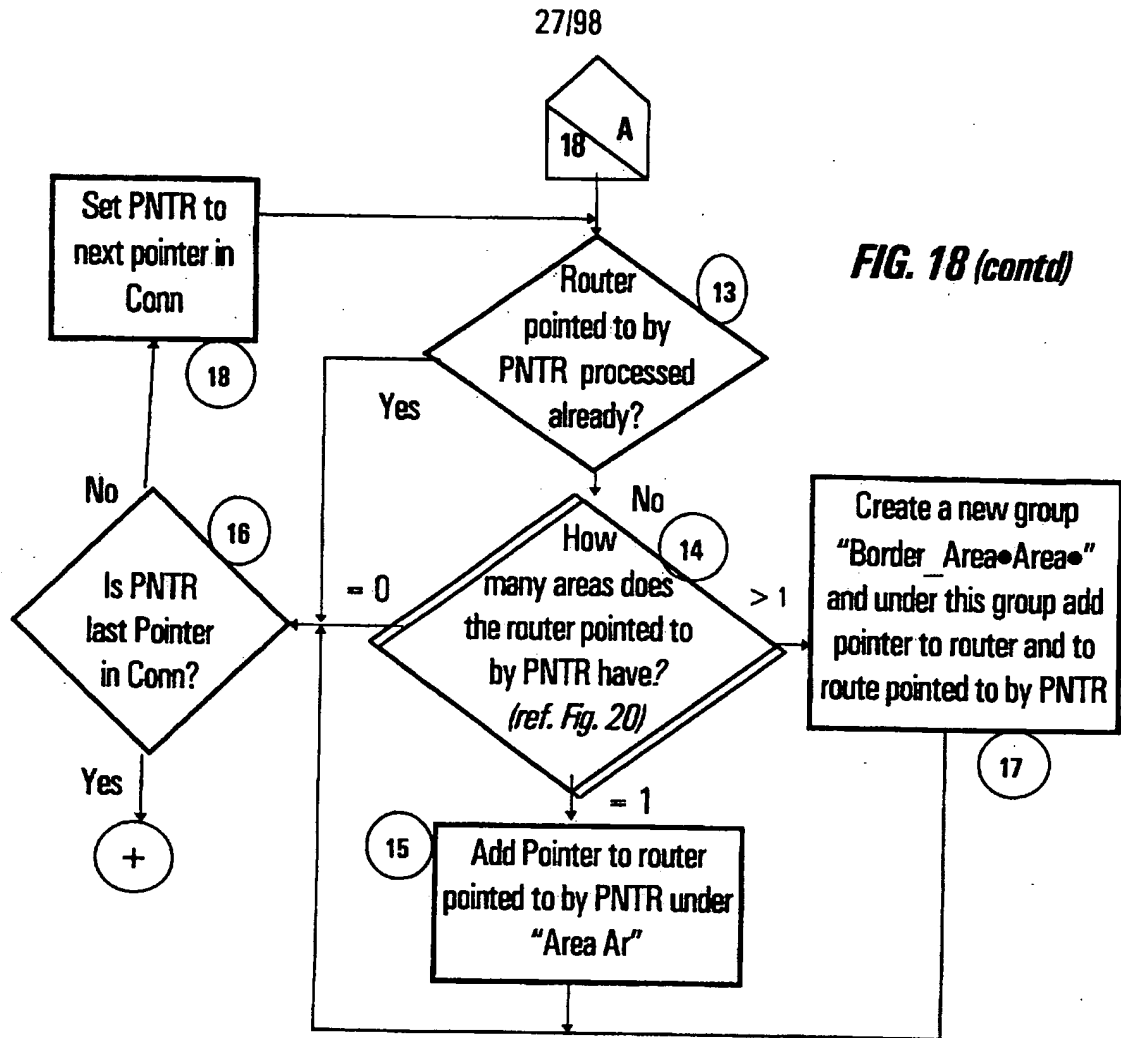 27/98
18
A
FIG. 18 (contd)
Set PNTR to
next pointer in
Conn
18
Router
pointed to by
PNTR processed
already?
13
Yes
No
No
16
Is PNTR
last Pointer
in Conn?
Yes
+
= 0
How
many areas does
the router pointed to
by PNTR have?
(ref. Fig. 20)
14
> 1
= 1
Create a new group
"Border_Area•Area•"
and under this group add
pointer to router and to
route pointed to by PNTR
17
15
Add Pointer to router
pointed to by PNTR under
"Area Ar"